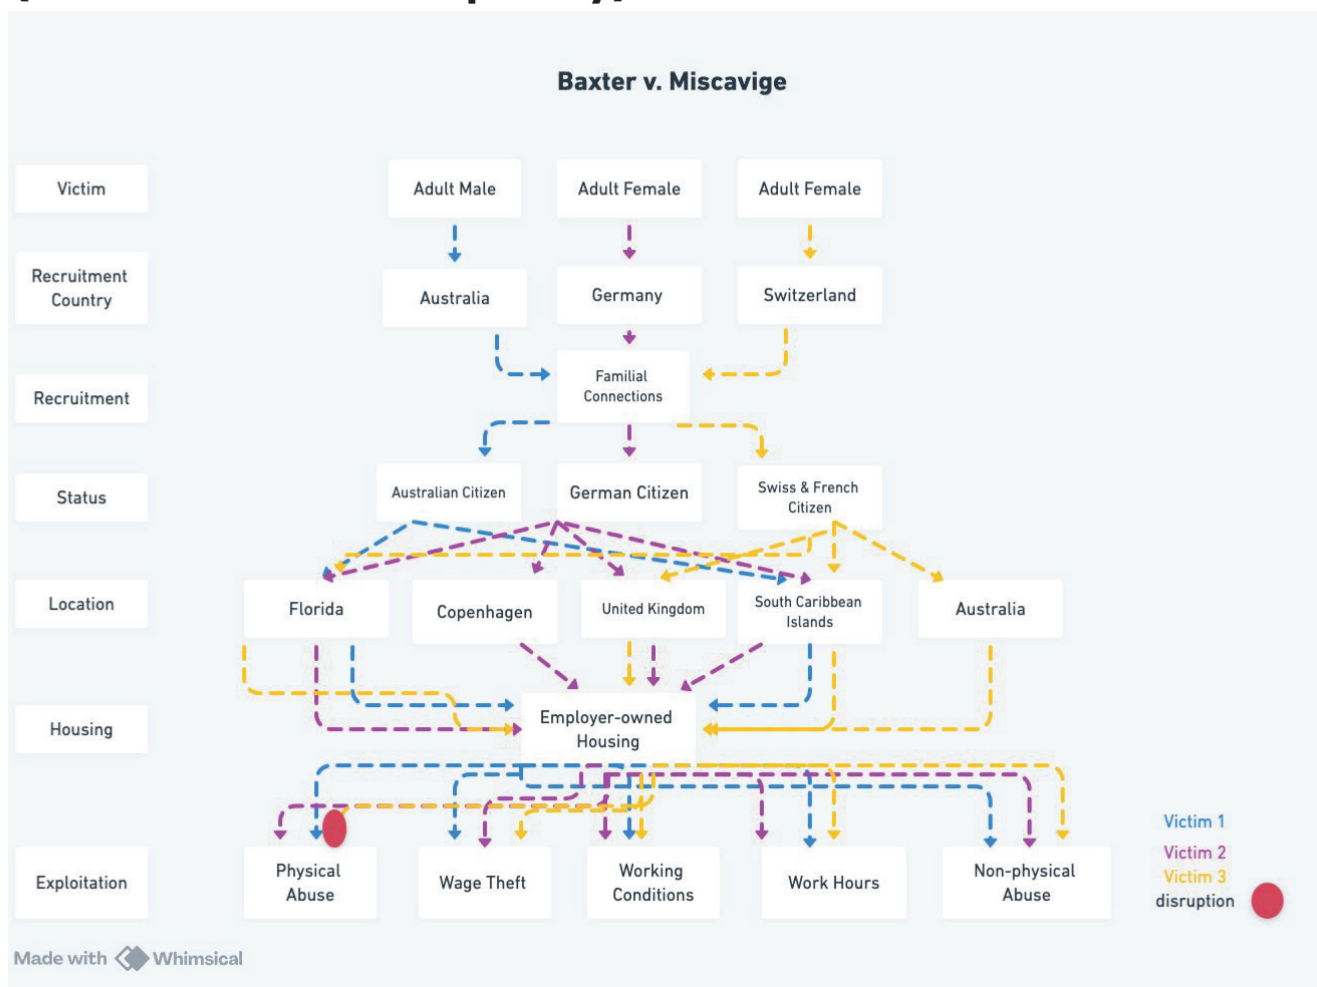 Baxter v. Miscavige
Victim
Adult Male
Adult Female
Adult Female
Recruitment
Country
Australia
Germany
Switzerland
Recruitment
Familial
Connections
Status
Australian Citizen
German Citizen
Swiss & French
Citizen
Location
Florida
Copenhagen
United Kingdom
South Caribbean
Islands
Australia
Housing
Employer-owned
Housing
Exploitation
Physical
Abuse
Wage Theft
Working
Conditions
Work Hours
Non-physical
Abuse
Victim 1
Victim 2
Victim 3
disruption
Made with Whimsical